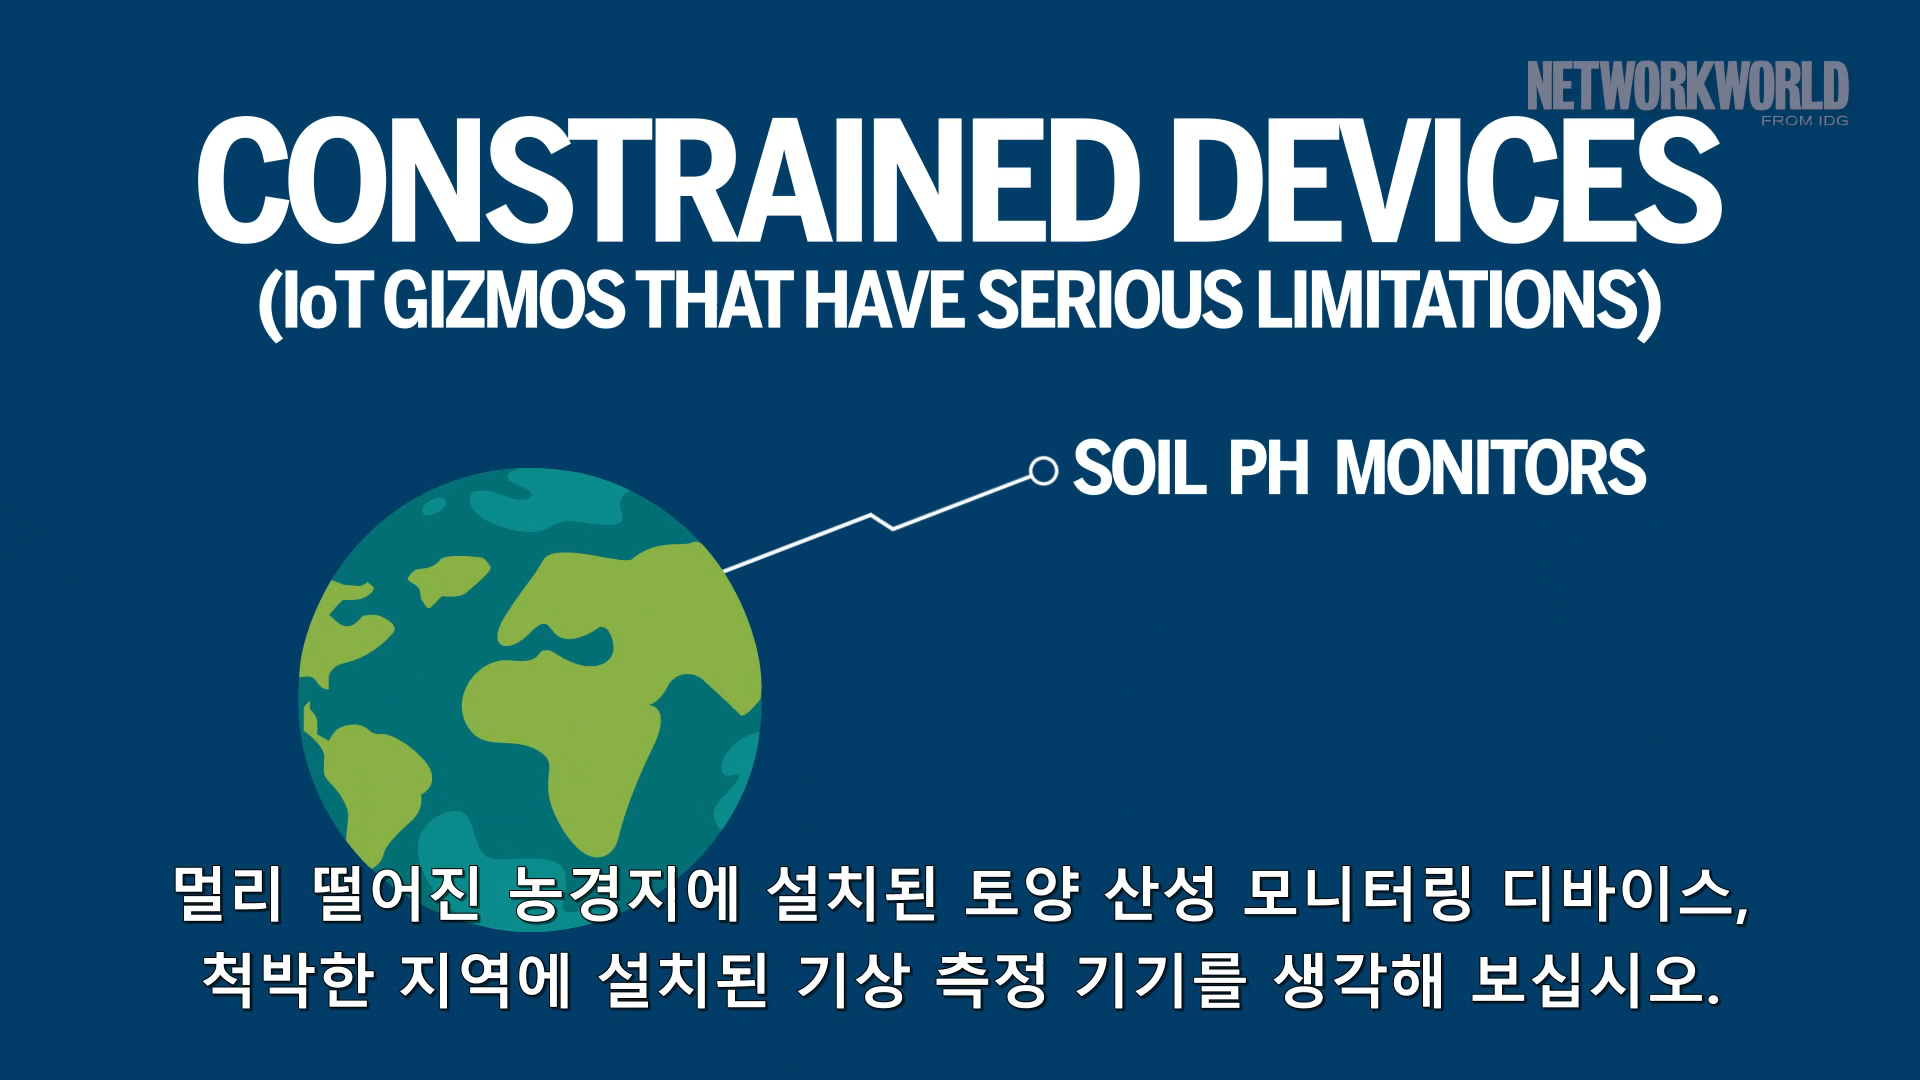 NETWORKWORLD
FROM IDG
CONSTRAINED DEVICES
(IoT GIZMOS THAT HAVE SERIOUS LIMITATIONS)
SOIL PH MONITORS
멀리 떨어진 농경지에 설치된 토양 산성 모니터링 디바이스,
척박한 지역에 설치된 기상 측정 기기를 생각해 보십시오.